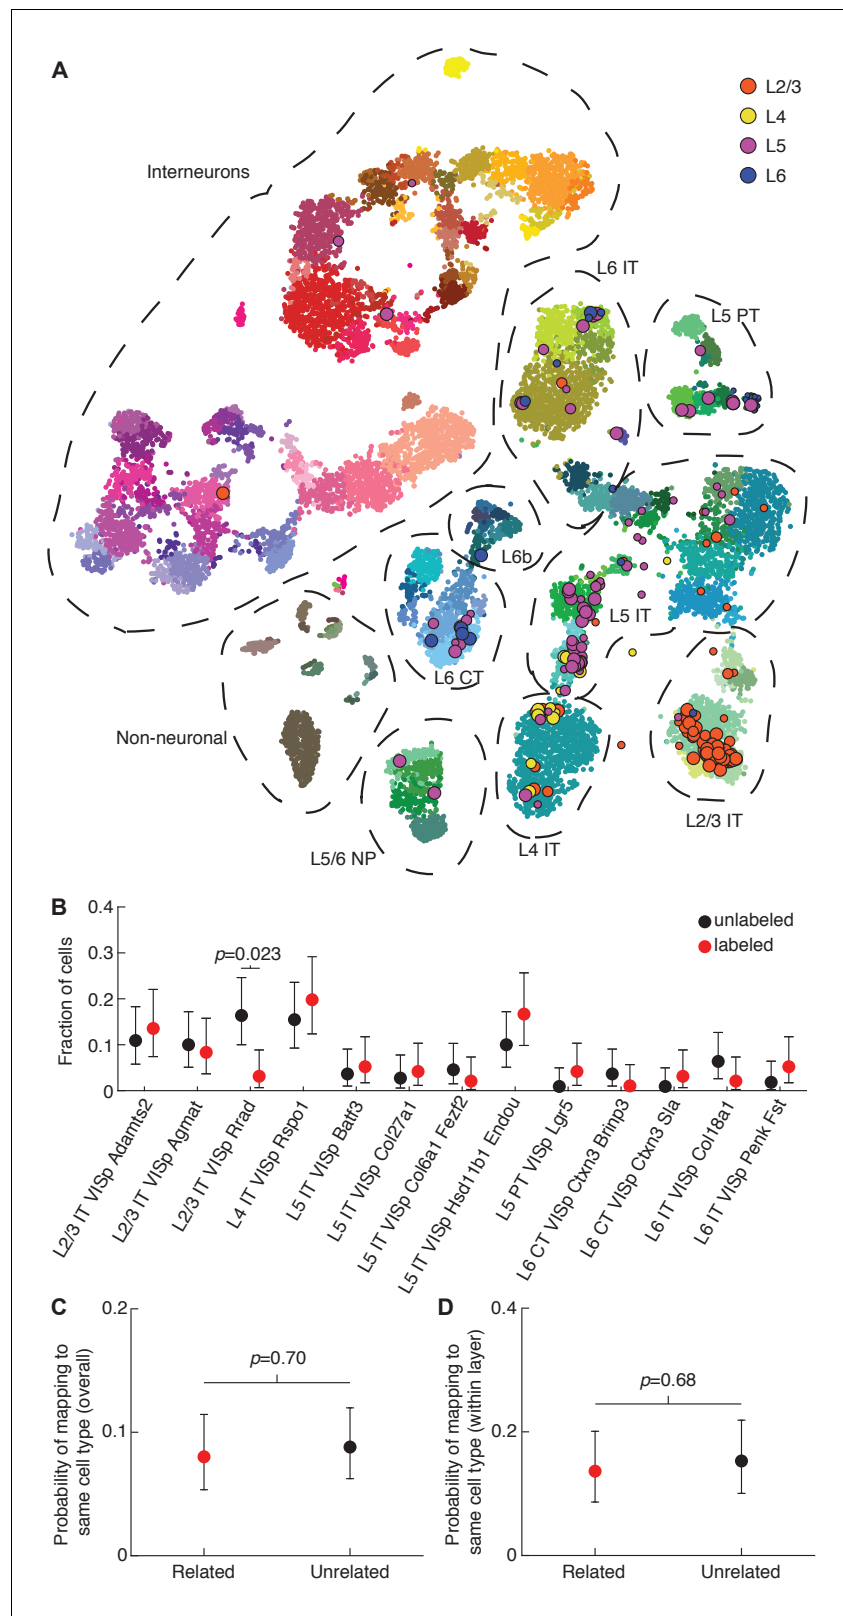 A
L2/3
L4
L5
L6
Interneurons
L6 IT
L5 PT
L6b
L5 IT
L6 CT
Non-neuronal
L2/3 IT
L4 IT
L5/6 NP
B
unlabeled
labeled
p=0.023
Fraction of cells
0.4
0.3
0.2
0.1
0
L2/3 IT VISp Adamts2
L2/3 IT VISp Agmat
L2/3 IT VISp Rrad
L4 IT VISp Rspo1
L5 IT VISp Batf3
L5 IT VISp Col27a1
L5 IT VISp Col6a1 Fezf2
L5 IT VISp Hsd11b1 Endou
L5 PT VISp Lgr5
L6 CT VISp Ctxn3 Brinp3
L6 CT VISp Ctxn3 Sla
L6 IT VISp Col18a1
L6 IT VISp Penk Fst
C
Probability of mapping to
same cell type (overall)
0.2
0.1
0
p=0.70
Related
Unrelated
D
Probability of mapping to
same cell type (within layer)
0.4
0.2
0
p=0.68
Related
Unrelated